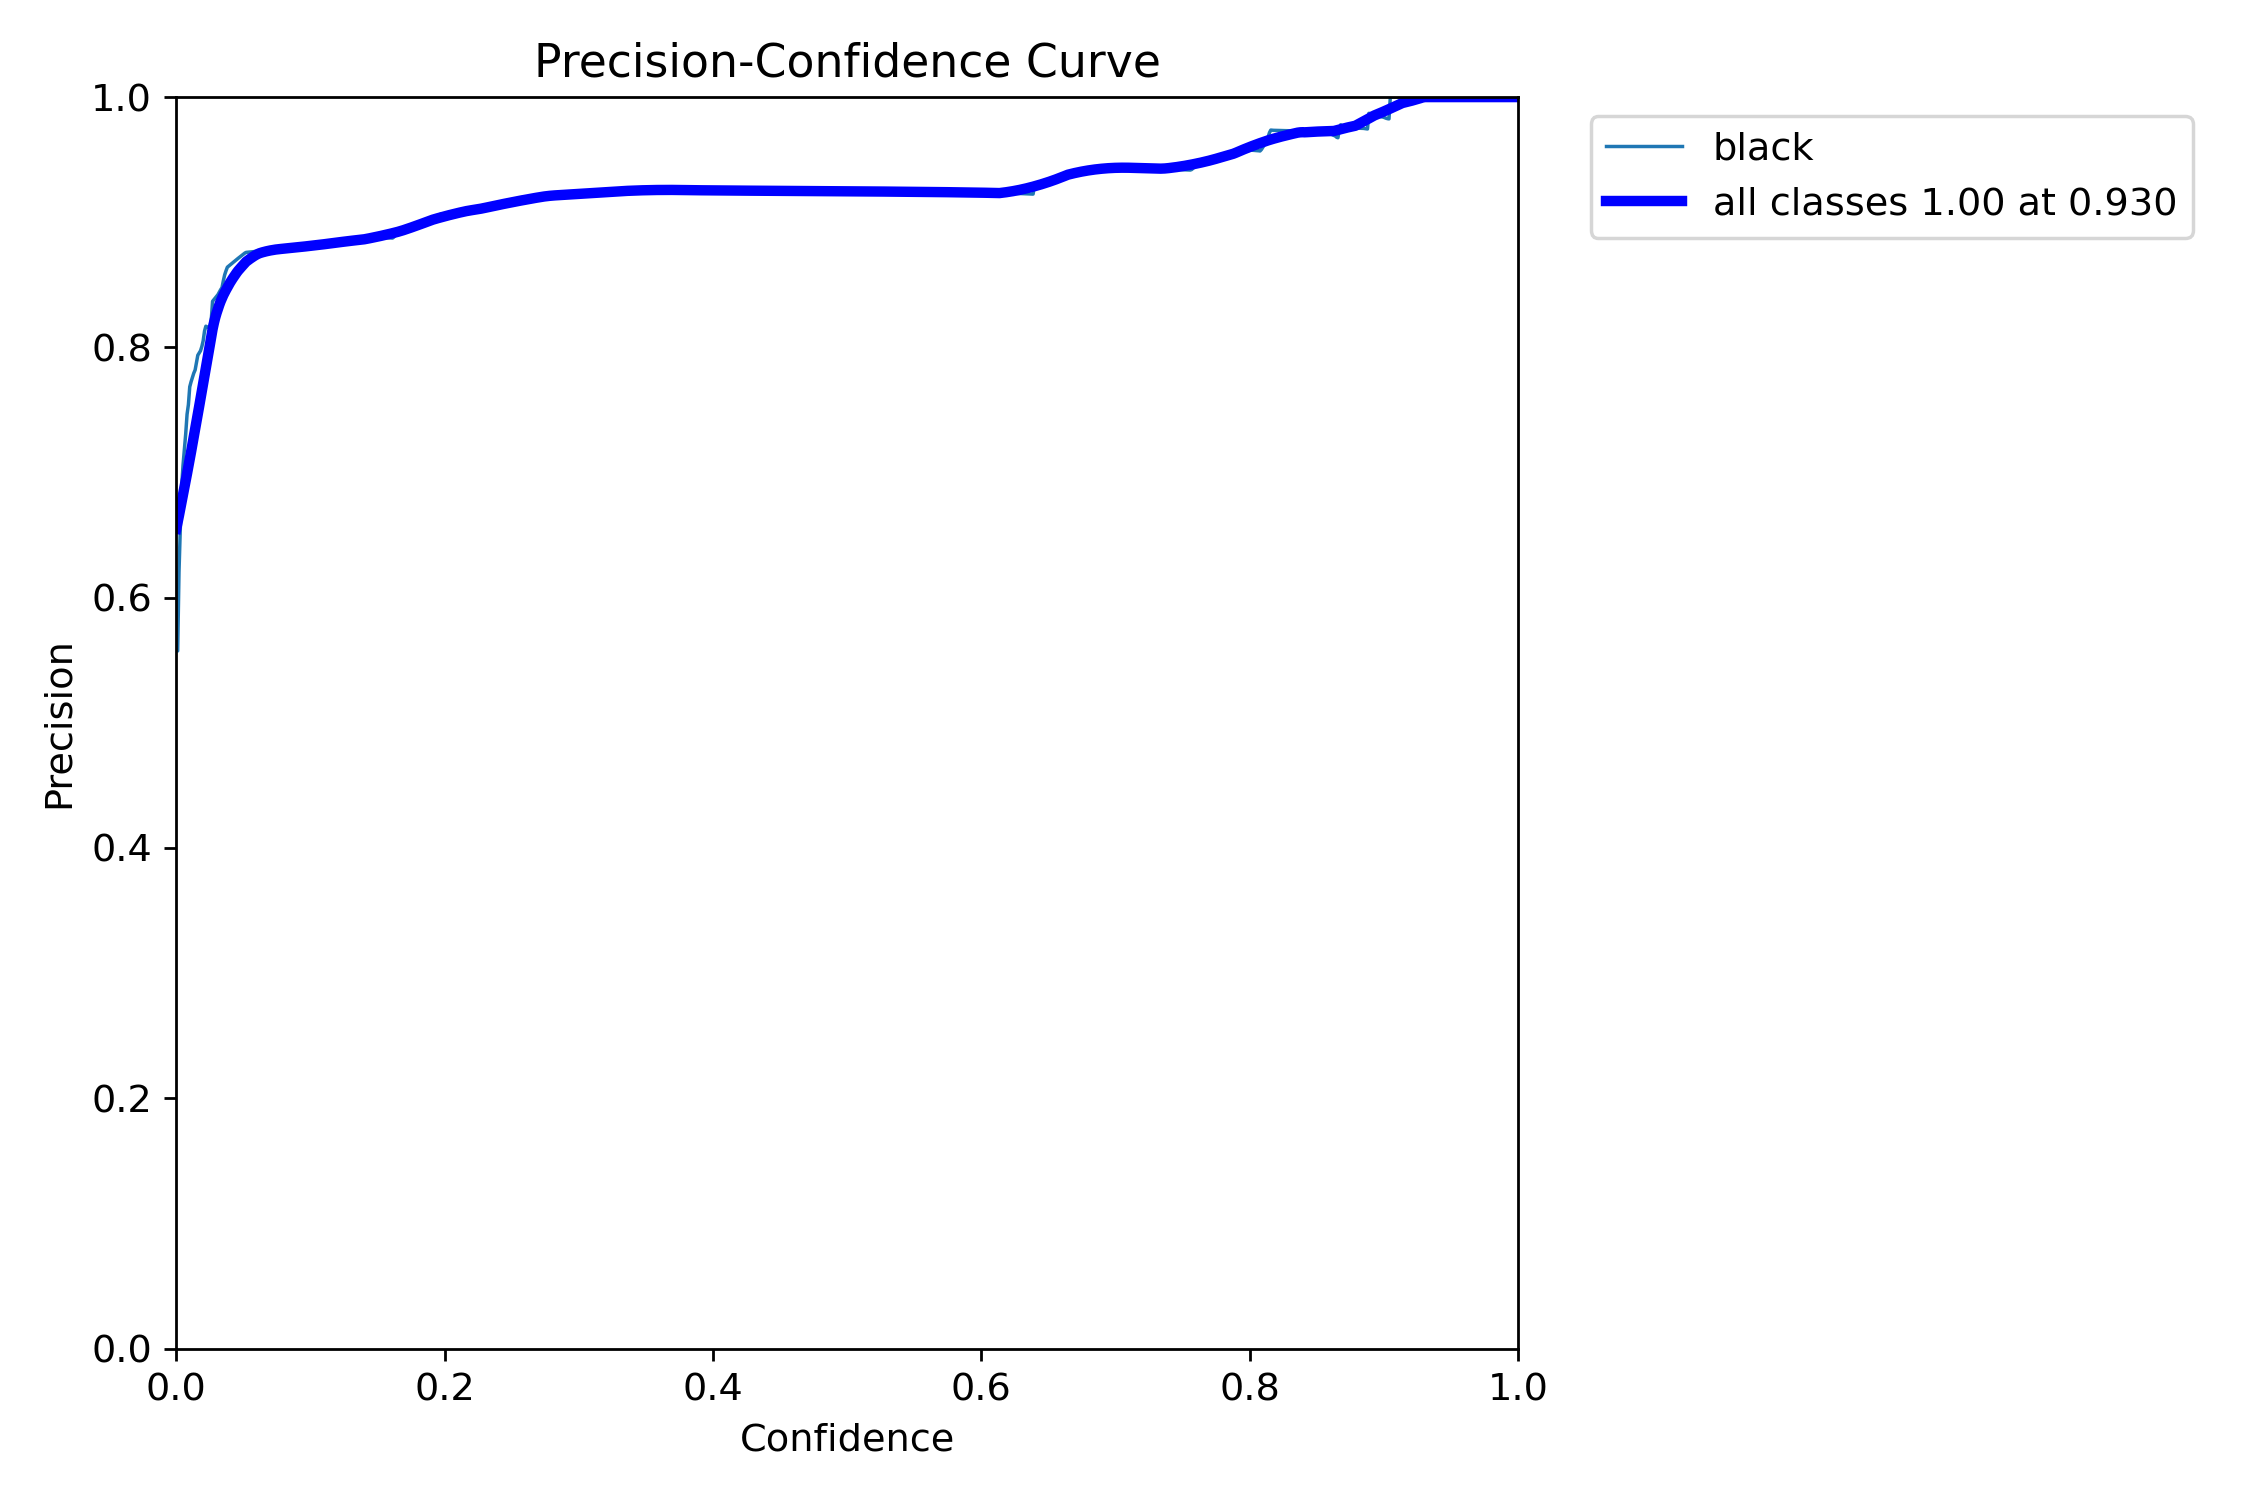 Precision-Confidence Curve
1.0
0.8
0.6
0.4
0.2
0.0
Precision
0.0 0.2 0.4 0.6 0.8 1.0
Confidence
black
all classes 1.00 at 0.930